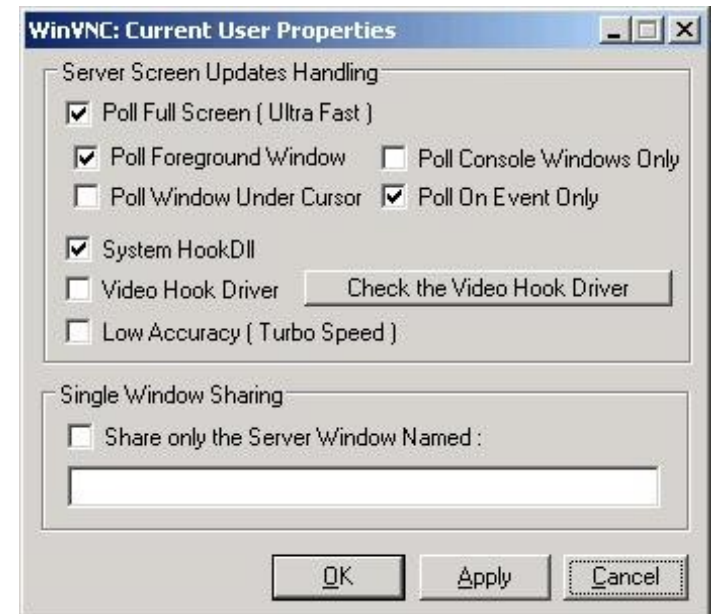 WinVNC: Current User Properties
Server Screen Updates Handling
Poll Full Screen ( Ultra Fast )
Poll Foreground Window
Poll Console Windows Only
Poll Window Under Cursor
Poll On Event Only
System HookDll
Video Hook Driver
Check the Video Hook Driver
Low Accuracy ( Turbo Speed )
Single Window Sharing
Share only the Server Window Named :
OK
Apply
Cancel